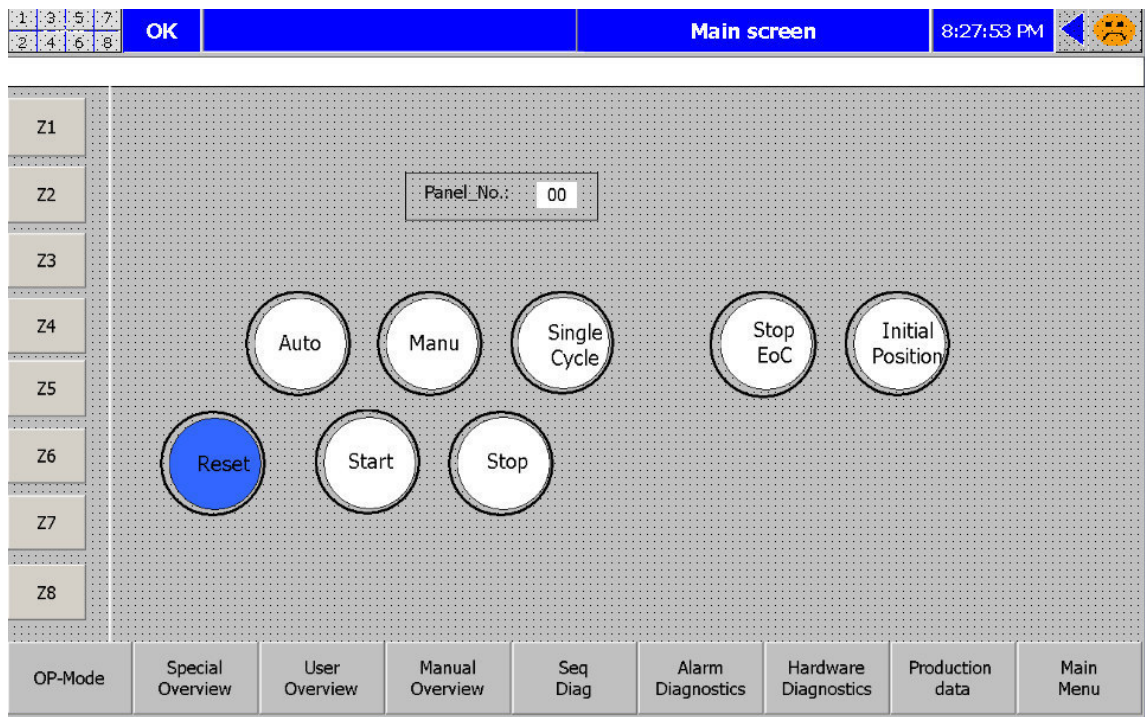 1 3 5 7
2 4 6 8
OK
Main screen
8:27:53 PM
Z1
Z2
Panel_No.: 00
Z3
Z4
Auto
Manu
Single
Cycle
Stop
EoC
Initial
Position
Z5
Z6
Reset
Start
Stop
Z7
Z8
OP-Mode
Special
Overview
User
Overview
Manual
Overview
Seq
Diag
Alarm
Diagnostics
Hardware
Diagnostics
Production
data
Main
Menu